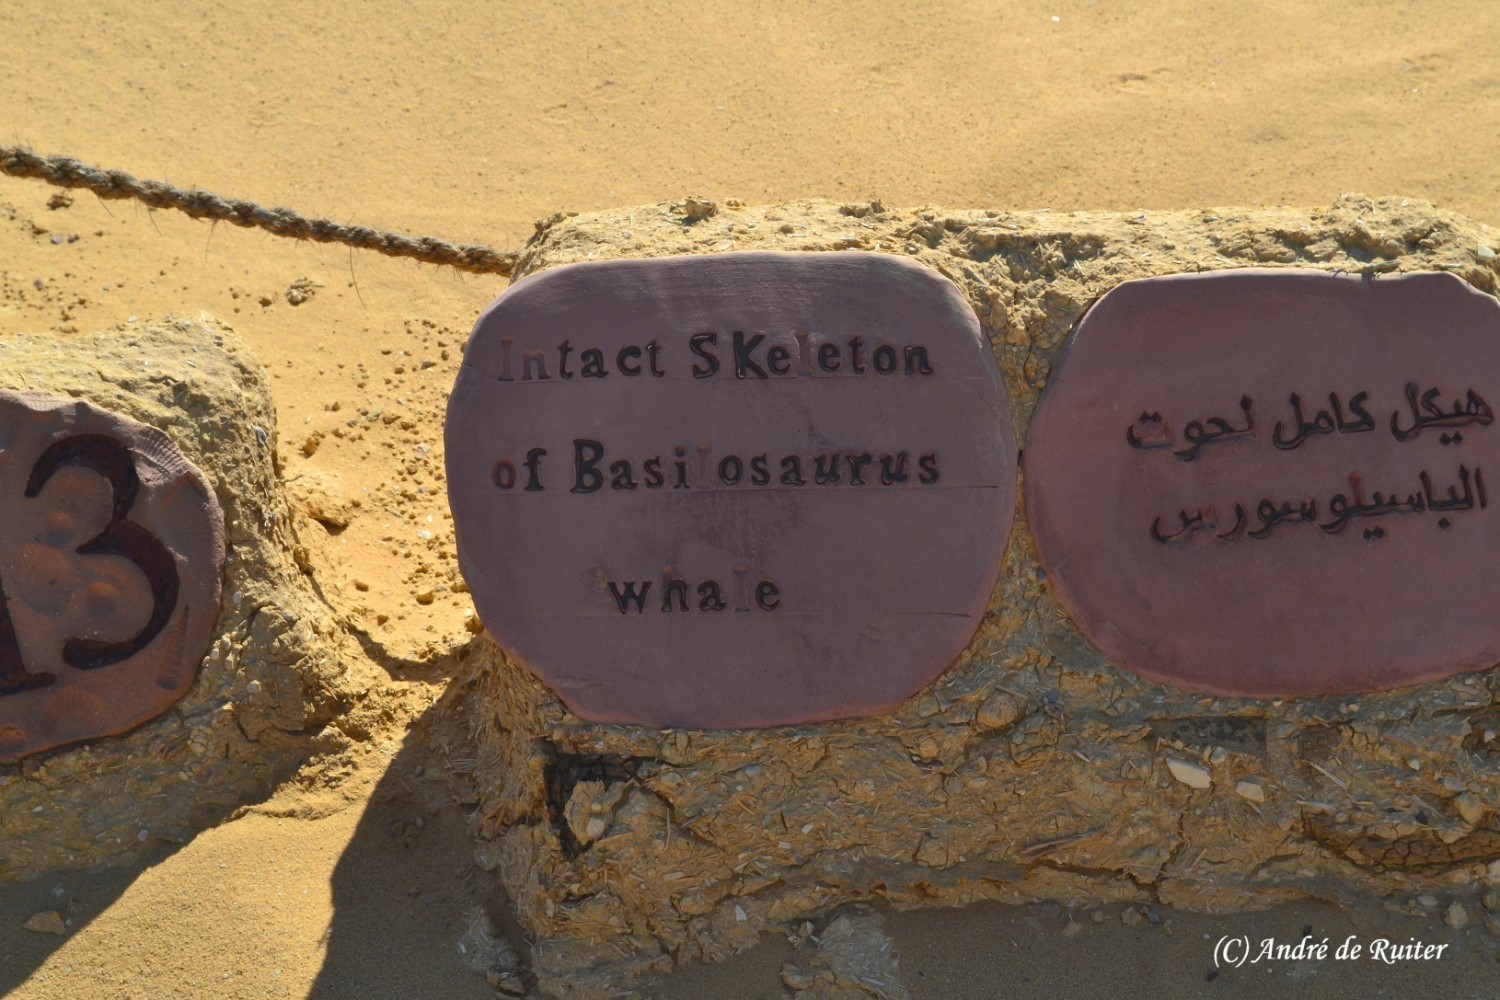 13
Intact SKeleton
of Basilosaurus
whale
هيكل كامل لحوت
الباسيلوسورس
(C) André de Ruiter